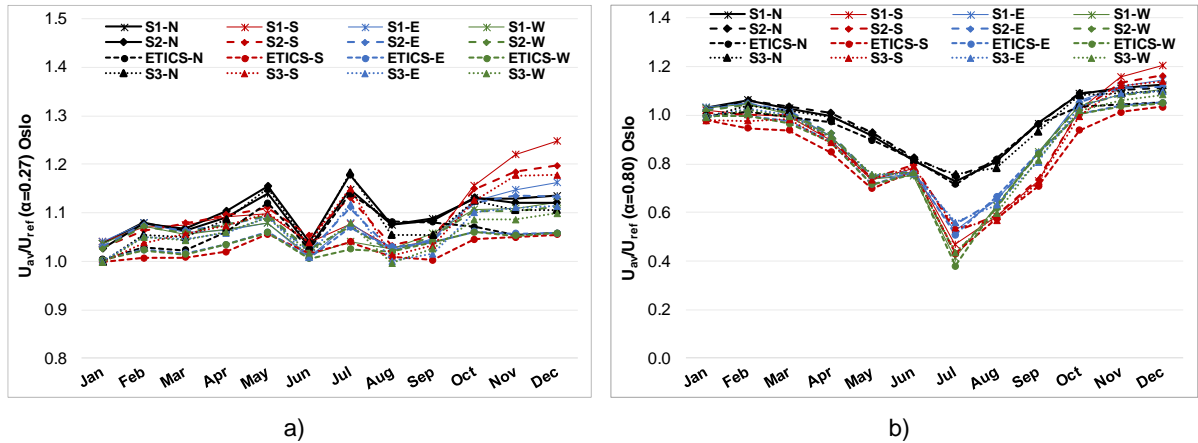 U_av/U_ref (α=0.27) Oslo
1.5
1.4
1.3
1.2
1.1
1.0
0.9
0.8
S1-N S1-S S1-E S1-W
S2-N S2-S S2-E S2-W
ETICS-N ETICS-S ETICS-E ETICS-W
S3-N S3-S S3-E S3-W
Jan Feb Mar Apr May Jun Jul Aug Sep Oct Nov Dec
a)
U_av/U_ref (α=0.80) Oslo
1.4
1.2
1.0
0.8
0.6
0.4
0.2
0.0
S1-N S1-S S1-E S1-W
S2-N S2-S S2-E S2-W
ETICS-N ETICS-S ETICS-E ETICS-W
S3-N S3-S S3-E S3-W
Jan Feb Mar Apr May Jun Jul Aug Sep Oct Nov Dec
b)